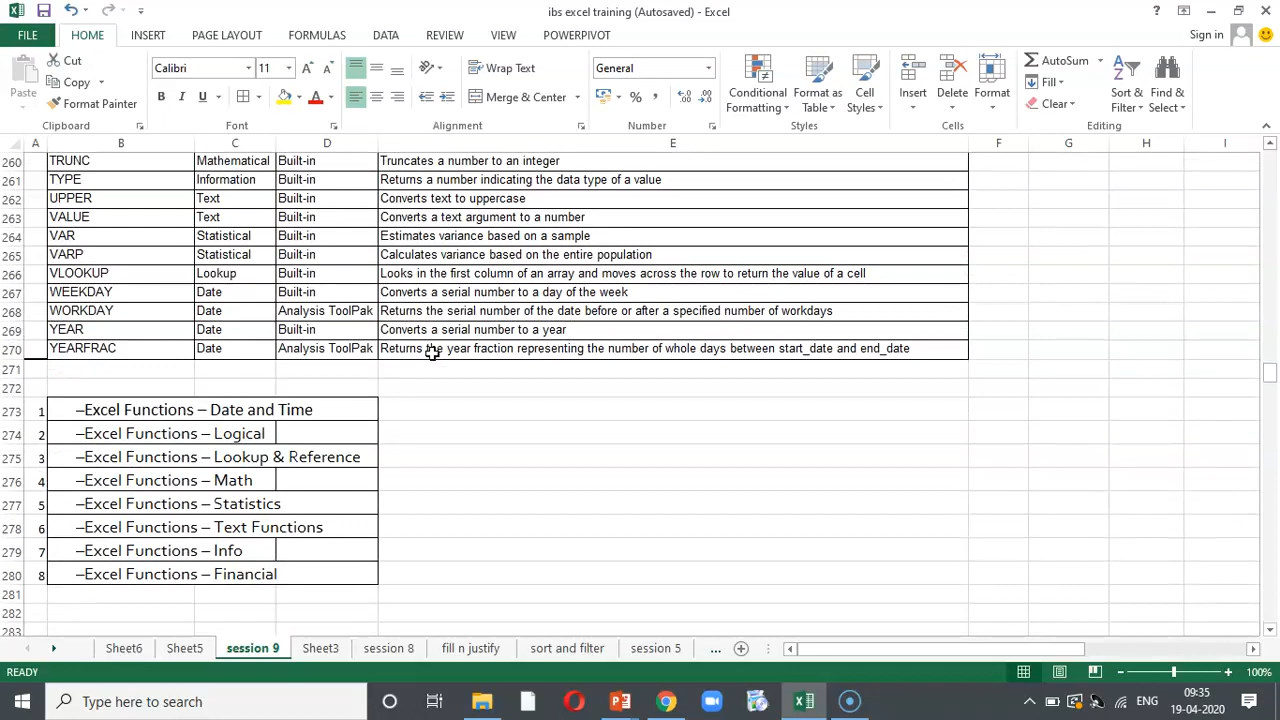 ibs excel training (Autosaved) - Excel
?
FILE HOME INSERT PAGE LAYOUT FORMULAS DATA REVIEW VIEW POWERPIVOT Sign in
Paste Cut Copy Format Painter
Calibri 11 B I U A
Wrap Text Merge & Center
General % ,
Conditional Formatting Format as Table Cell Styles
Insert Delete Format
AutoSum Fill Clear Sort & Filter Find & Select
Clipboard Font Alignment Number Styles Cells Editing
A B C D E F G H I
260 TRUNC Mathematical Built-in Truncates a number to an integer
261 TYPE Information Built-in Returns a number indicating the data type of a value
262 UPPER Text Built-in Converts text to uppercase
263 VALUE Text Built-in Converts a text argument to a number
264 VAR Statistical Built-in Estimates variance based on a sample
265 VARP Statistical Built-in Calculates variance based on the entire population
266 VLOOKUP Lookup Built-in Looks in the first column of an array and moves across the row to return the value of a cell
267 WEEKDAY Date Built-in Converts a serial number to a day of the week
268 WORKDAY Date Analysis ToolPak Returns the serial number of the date before or after a specified number of workdays
269 YEAR Date Built-in Converts a serial number to a year
270 YEARFRAC Date Analysis ToolPak Returns the year fraction representing the number of whole days between start_date and end_date
271
272
273 1 –Excel Functions – Date and Time
274 2 –Excel Functions – Logical
275 3 –Excel Functions – Lookup & Reference
276 4 –Excel Functions – Math
277 5 –Excel Functions – Statistics
278 6 –Excel Functions – Text Functions
279 7 –Excel Functions – Info
280 8 –Excel Functions – Financial
281
282
283
Sheet6 Sheet5 session 9 Sheet3 session 8 fill n justify sort and filter session 5 ...
READY 100%
Type here to search ENG 09:35
19-04-2020